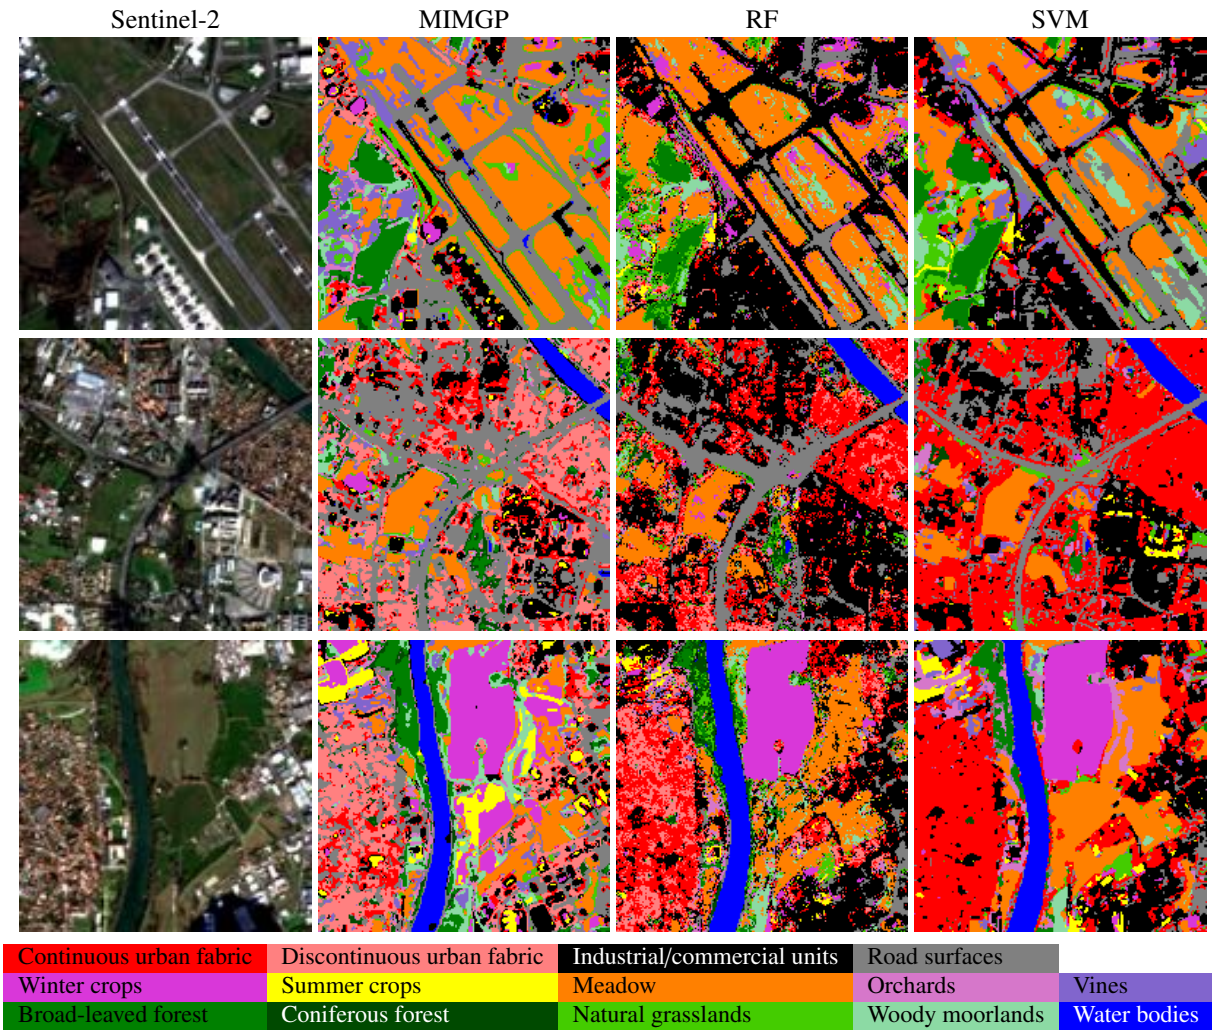 Sentinel-2 MIMGP RF SVM
Continuous urban fabric Discontinuous urban fabric Industrial/commercial units Road surfaces
Winter crops Summer crops Meadow Orchards Vines
Broad-leaved forest Coniferous forest Natural grasslands Woody moorlands Water bodies